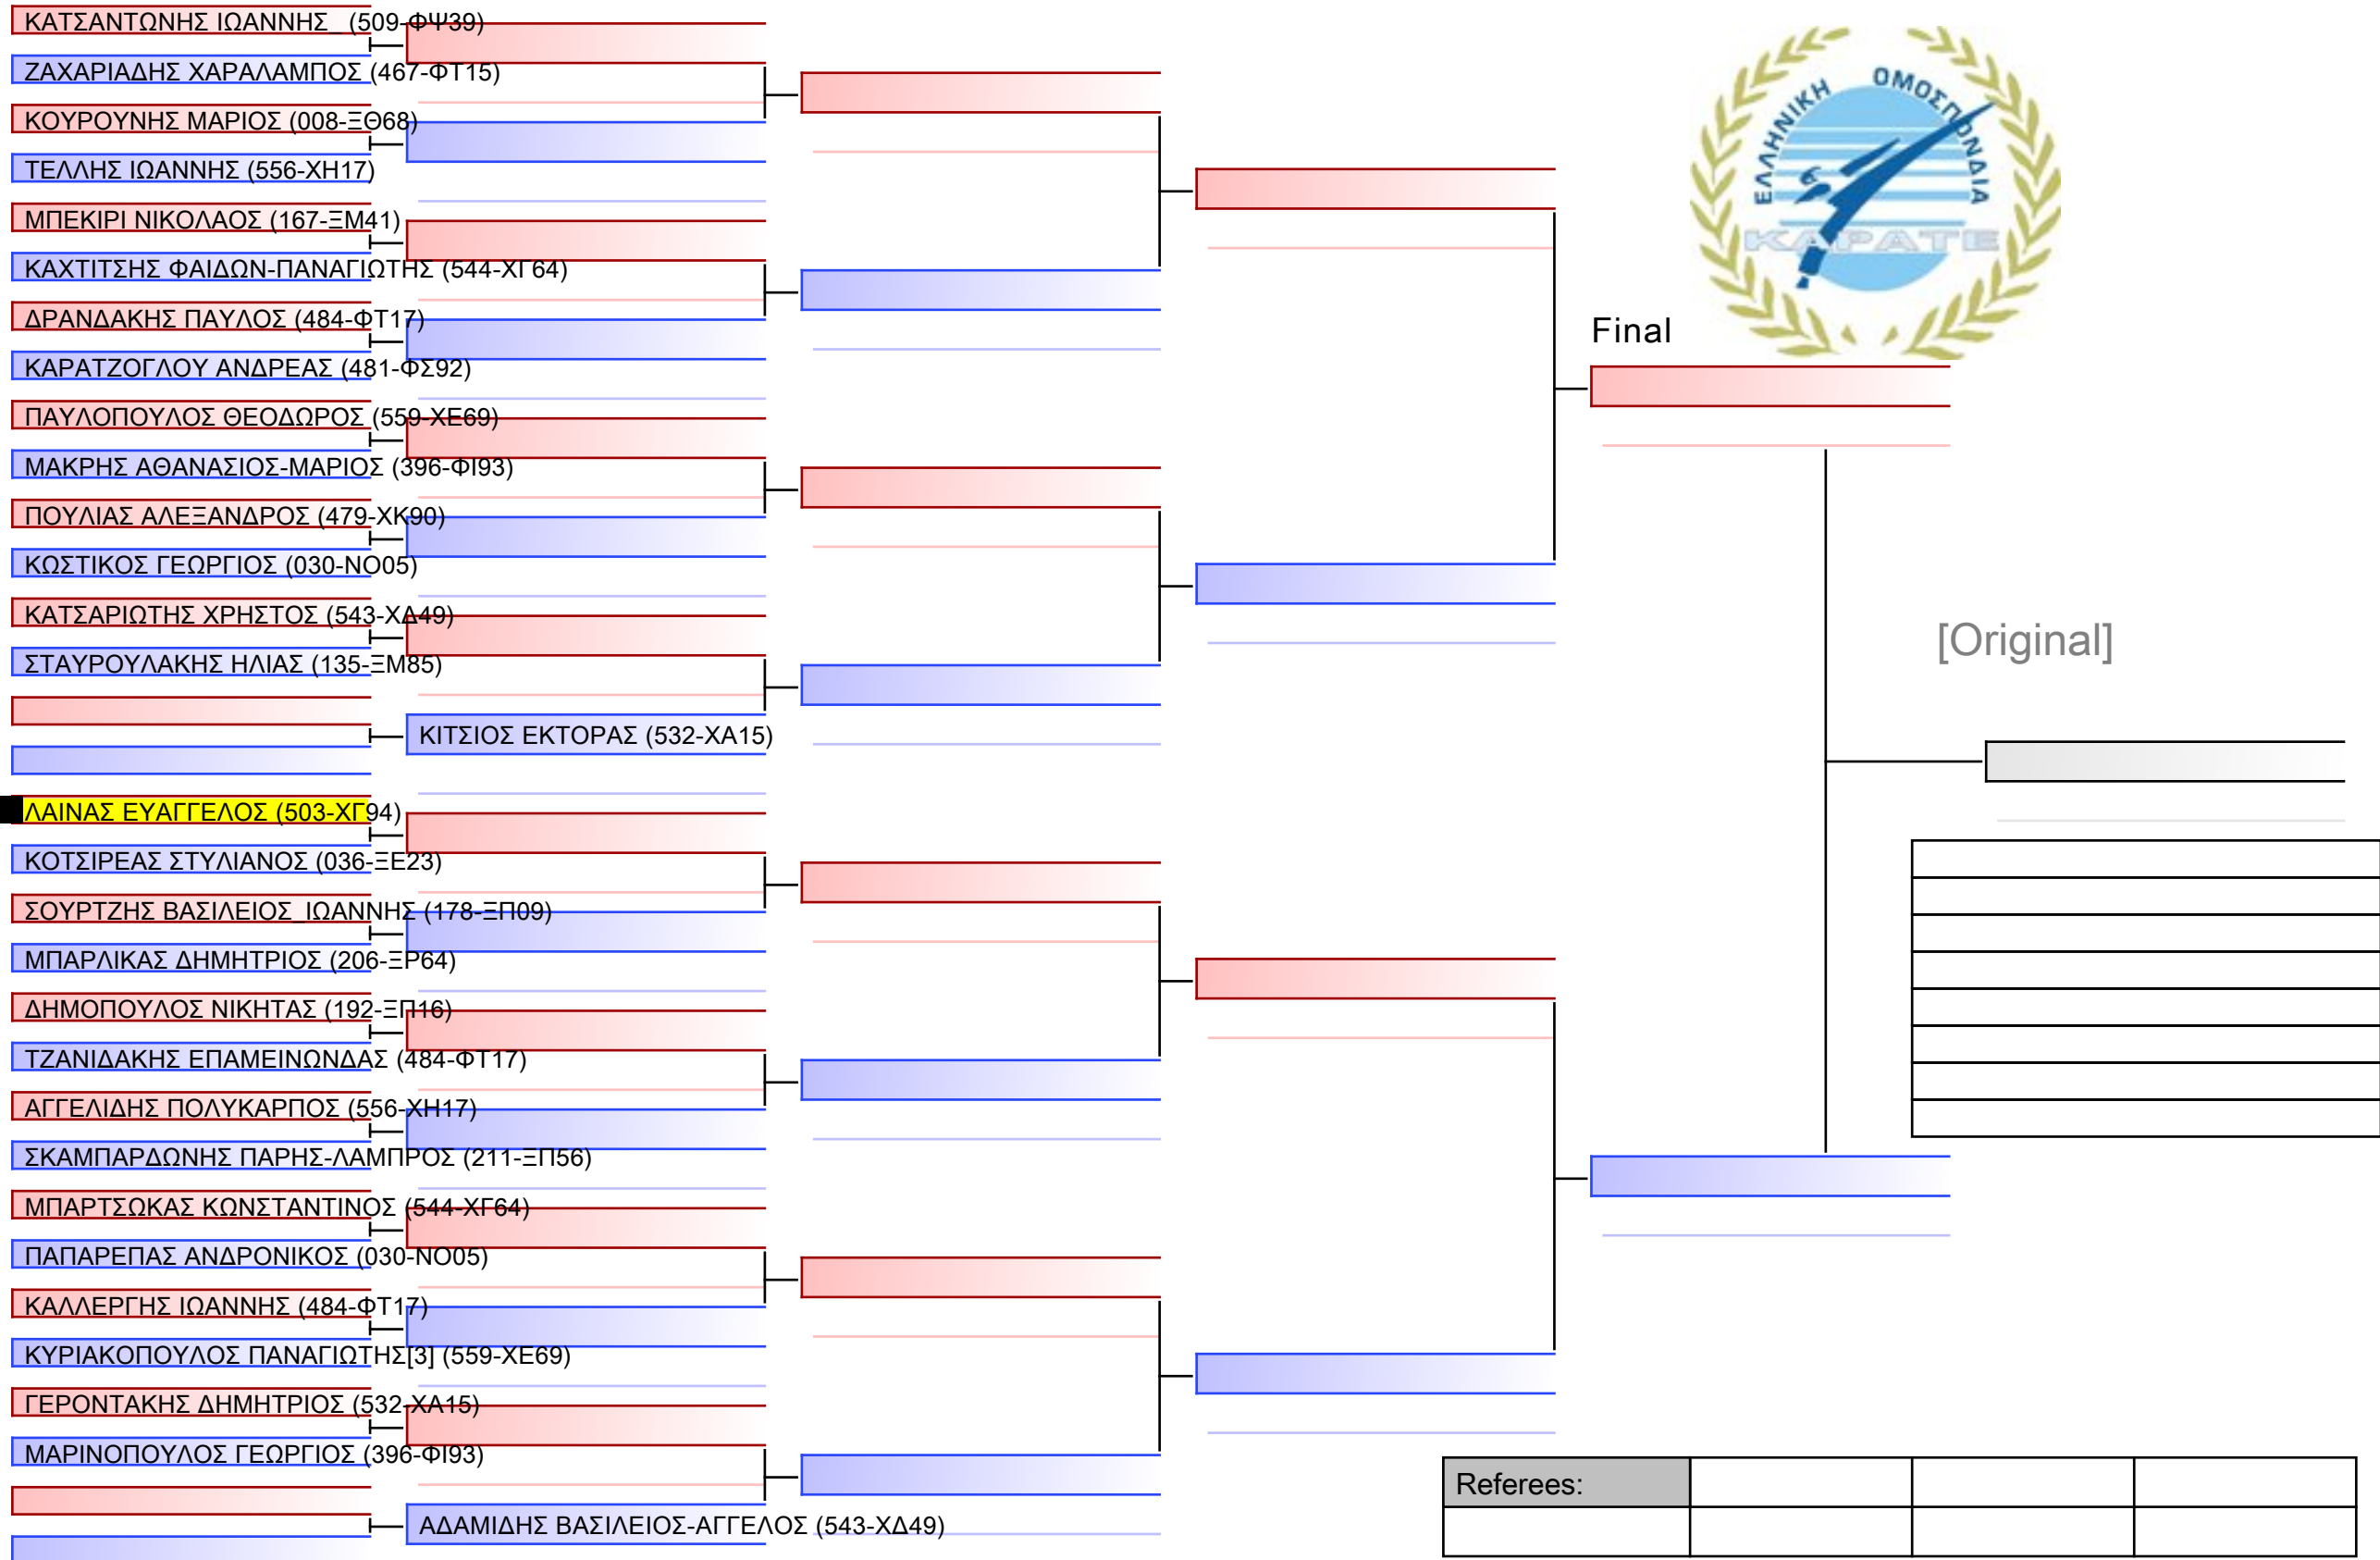 ΚΑΤΣΑΝΤΩΝΗΣ ΙΩΑΝΝΗΣ_ (509-ΦΨ39)
ΖΑΧΑΡΙΑΔΗΣ ΧΑΡΑΛΑΜΠΟΣ (467-ΦΤ15)
ΚΟΥΡΟΥΝΗΣ ΜΑΡΙΟΣ (008-ΞΘ68)
ΤΕΛΛΗΣ ΙΩΑΝΝΗΣ (556-ΧΗ17)
ΜΠΕΚΙΡΙ ΝΙΚΟΛΑΟΣ (167-ΞΜ41)
ΚΑΧΤΙΤΣΗΣ ΦΑΙΔΩΝ-ΠΑΝΑΓΙΩΤΗΣ (544-ΧΓ64)
ΔΡΑΝΔΑΚΗΣ ΠΑΥΛΟΣ (484-ΦΤ17)
ΚΑΡΑΤΖΟΓΛΟΥ ΑΝΔΡΕΑΣ (481-ΦΣ92)
ΠΑΥΛΟΠΟΥΛΟΣ ΘΕΟΔΩΡΟΣ (559-ΧΕ69)
ΜΑΚΡΗΣ ΑΘΑΝΑΣΙΟΣ-ΜΑΡΙΟΣ (396-ΦΙ93)
ΠΟΥΛΙΑΣ ΑΛΕΞΑΝΔΡΟΣ (479-ΧΚ90)
ΚΩΣΤΙΚΟΣ ΓΕΩΡΓΙΟΣ (030-ΝΟ05)
ΚΑΤΣΑΡΙΩΤΗΣ ΧΡΗΣΤΟΣ (543-ΧΔ49)
ΣΤΑΥΡΟΥΛΑΚΗΣ ΗΛΙΑΣ (135-ΞΜ85)
ΚΙΤΣΙΟΣ ΕΚΤΟΡΑΣ (532-ΧΑ15)
ΛΑΙΝΑΣ ΕΥΑΓΓΕΛΟΣ (503-ΧΓ94)
ΚΟΤΣΙΡΕΑΣ ΣΤΥΛΙΑΝΟΣ (036-ΞΕ23)
ΣΟΥΡΤΖΗΣ ΒΑΣΙΛΕΙΟΣ_ΙΩΑΝΝΗΣ (178-ΞΠ09)
ΜΠΑΡΛΙΚΑΣ ΔΗΜΗΤΡΙΟΣ (206-ΞΡ64)
ΔΗΜΟΠΟΥΛΟΣ ΝΙΚΗΤΑΣ (192-ΞΠ16)
ΤΖΑΝΙΔΑΚΗΣ ΕΠΑΜΕΙΝΩΝΔΑΣ (484-ΦΤ17)
ΑΓΓΕΛΙΔΗΣ ΠΟΛΥΚΑΡΠΟΣ (556-ΧΗ17)
ΣΚΑΜΠΑΡΔΩΝΗΣ ΠΑΡΗΣ-ΛΑΜΠΡΟΣ (211-ΞΠ56)
ΜΠΑΡΤΣΩΚΑΣ ΚΩΝΣΤΑΝΤΙΝΟΣ (544-ΧΓ64)
ΠΑΠΑΡΕΠΑΣ ΑΝΔΡΟΝΙΚΟΣ (030-ΝΟ05)
ΚΑΛΛΕΡΓΗΣ ΙΩΑΝΝΗΣ (484-ΦΤ17)
ΚΥΡΙΑΚΟΠΟΥΛΟΣ ΠΑΝΑΓΙΩΤΗΣ[3] (559-ΧΕ69)
ΓΕΡΟΝΤΑΚΗΣ ΔΗΜΗΤΡΙΟΣ (532-ΧΑ15)
ΜΑΡΙΝΟΠΟΥΛΟΣ ΓΕΩΡΓΙΟΣ (396-ΦΙ93)
ΑΔΑΜΙΔΗΣ ΒΑΣΙΛΕΙΟΣ-ΑΓΓΕΛΟΣ (543-ΧΔ49)
ΕΛΛΗΝΙΚΗ ΟΜΟΣΠΟΝΔΙΑ
ΚΑΡΑΤΕ
Final
[Original]
Referees: